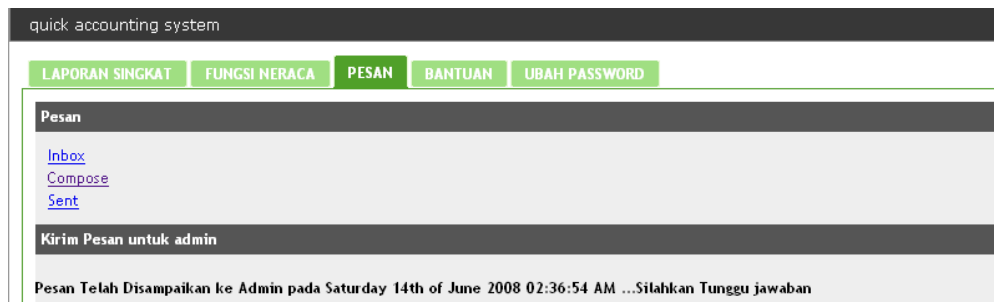 quick accounting system
LAPORAN SINGKAT FUNGSI NERACA PESAN BANTUAN UBAH PASSWORD
Pesan
Inbox
Compose
Sent
Kirim Pesan untuk admin
Pesan Telah Disampaikan ke Admin pada Saturday 14th of June 2008 02:36:54 AM ...Silahkan Tunggu jawaban